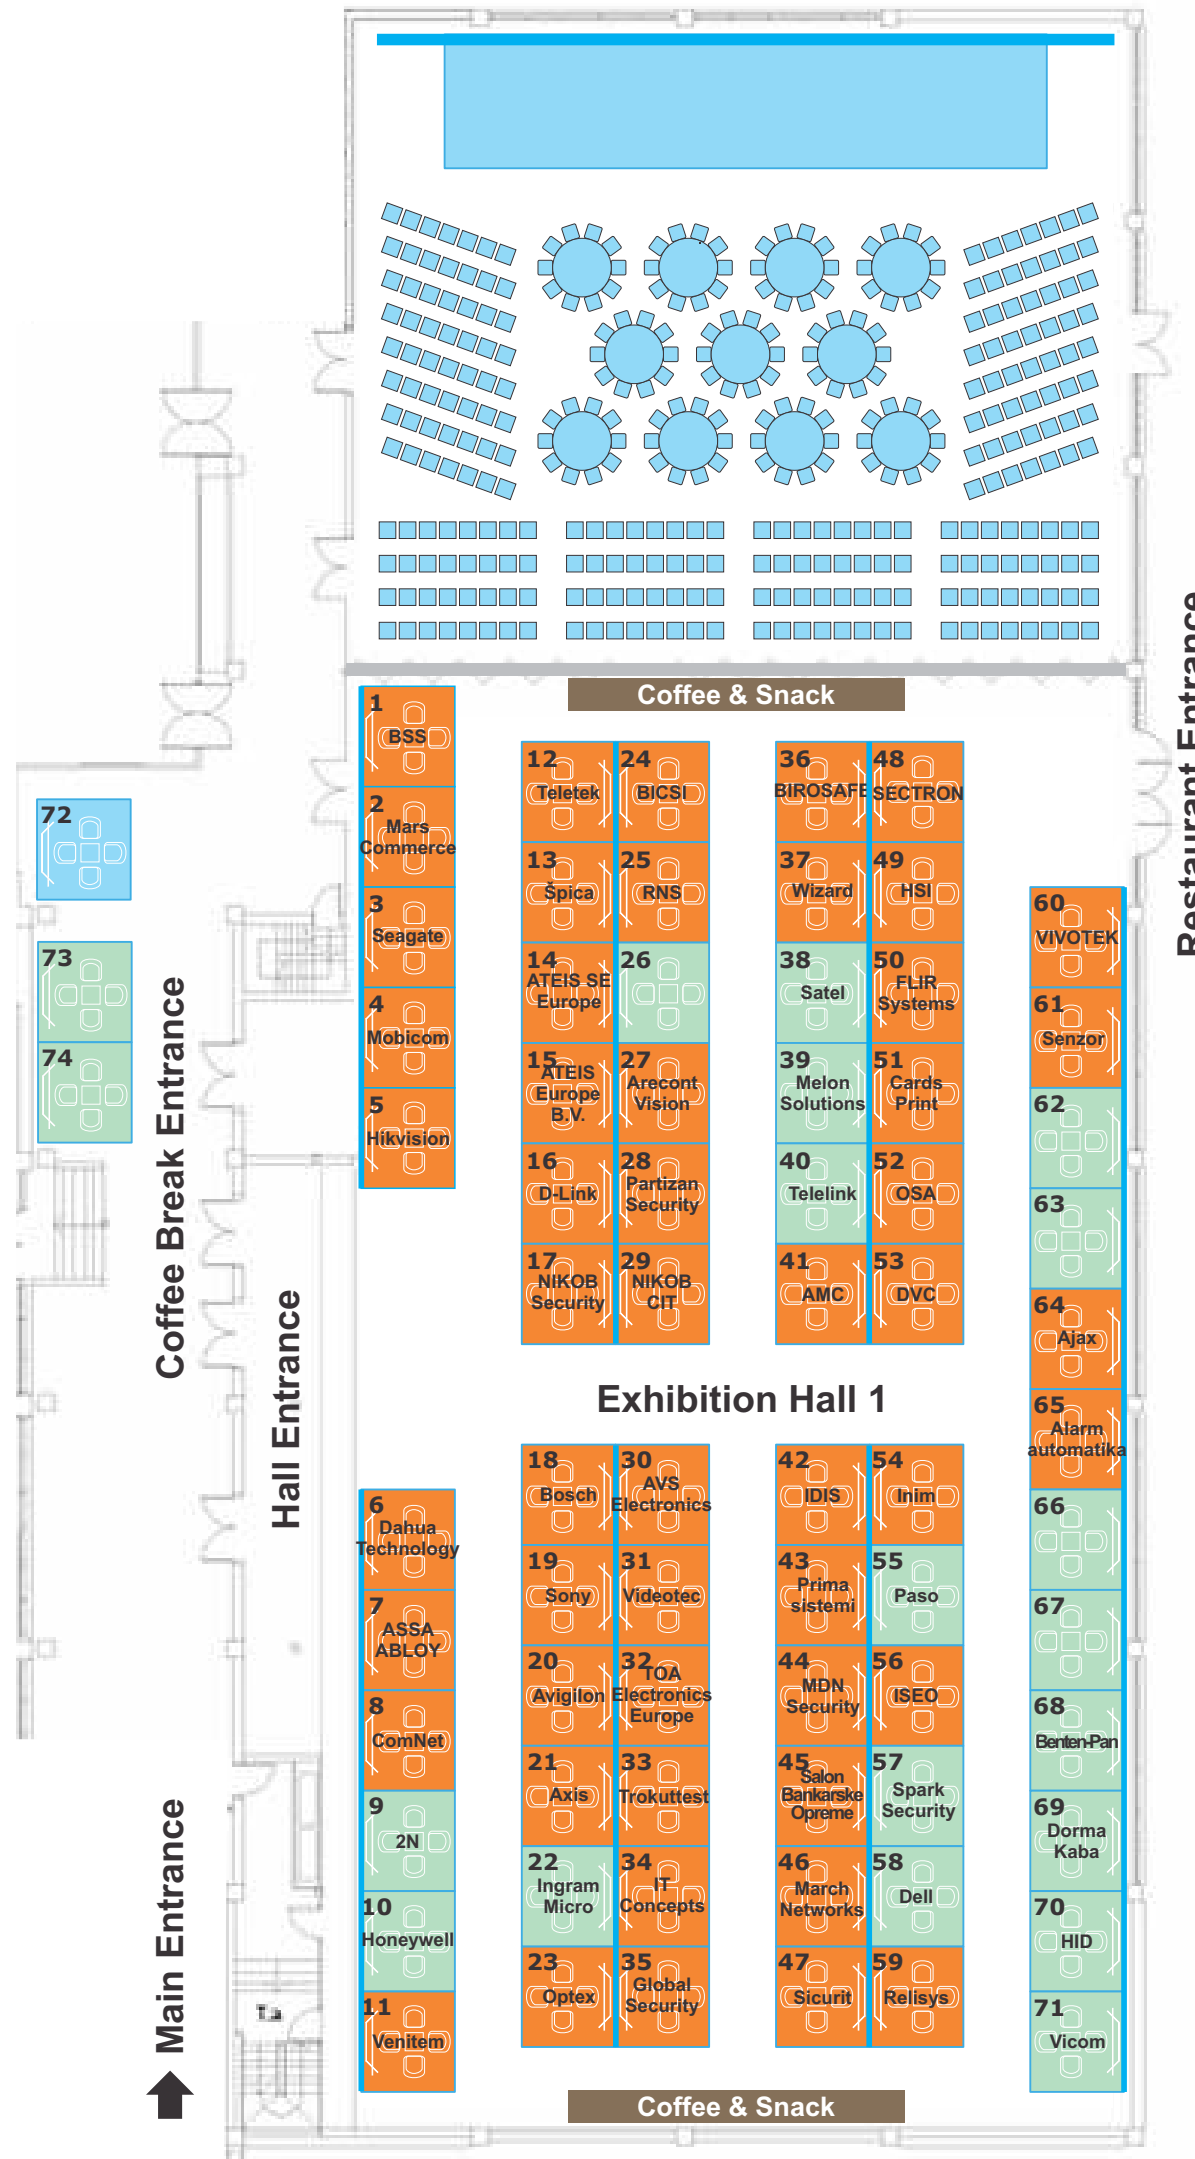 Restaurant Entrance
Coffee & Snack
1
BSS
2
Mars
Commerce
3
Seagate
4
Mobicom
5
Hikvision
12
Teletek
13
Špica
14
ATEIS SE
Europe
15
ATEIS
Europe
B.V.
16
D-Link
17
NIKOB
Security
24
BICSI
25
RNS
26
27
Arecont
Vision
28
Partizan
Security
29
NIKOB
CIT
36
BIROSAFE
37
Wizard
38
Satel
39
Melon
Solutions
40
Telelink
41
AMC
48
SECTRON
49
HSI
50
FLIR
Systems
51
Cards
Print
52
OSA
53
DVC
60
VIVOTEK
61
Senzor
62
63
64
Ajax
65
Alarm
automatika
66
67
68
Benten-Pan
69
Dorma
Kaba
70
HID
71
Vicom
72
73
74
Coffee Break Entrance
Hall Entrance
Main Entrance
Exhibition Hall 1
6
Dahua
Technology
7
ASSA
ABLOY
8
ComNet
9
2N
10
Honeywell
11
Venitem
18
Bosch
19
Sony
20
Avigilon
21
Axis
22
Ingram
Micro
23
Optex
30
AVS
Electronics
31
Videotec
32
TOA
Electronics
Europe
33
Trokuttest
34
IT
Concepts
35
Global
Security
42
IDIS
43
Prima
sistemi
44
MDN
Security
45
Salon
Bankarske
Opreme
46
March
Networks
47
Sicurit
54
Inim
55
Paso
56
ISEO
57
Spark
Security
58
Dell
59
Relisys
Coffee & Snack